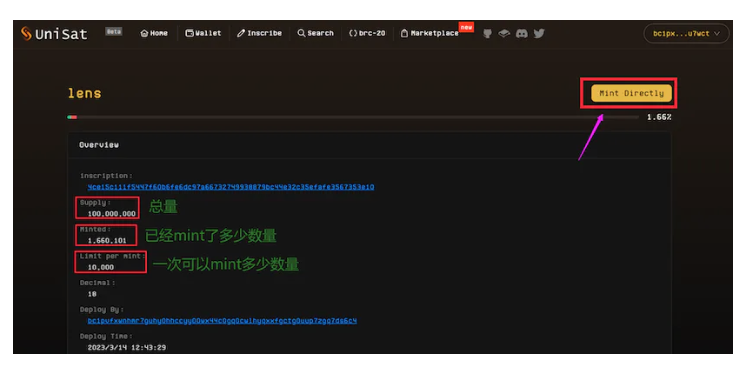 UniSat Beta Home Wallet Inscribe Search brc-20 Marketplace new bc1px...u7wct
lens
Mint Directly
1.66%
Overview
Inscription:
Supply:
100,000,000 总量
Minted:
1,660,101 已经mint了多少数量
Limit per mint:
10,000 一次可以mint多少数量
Decimal:
18
Deploy By:
Deploy Time:
2023/3/14 12:43:29